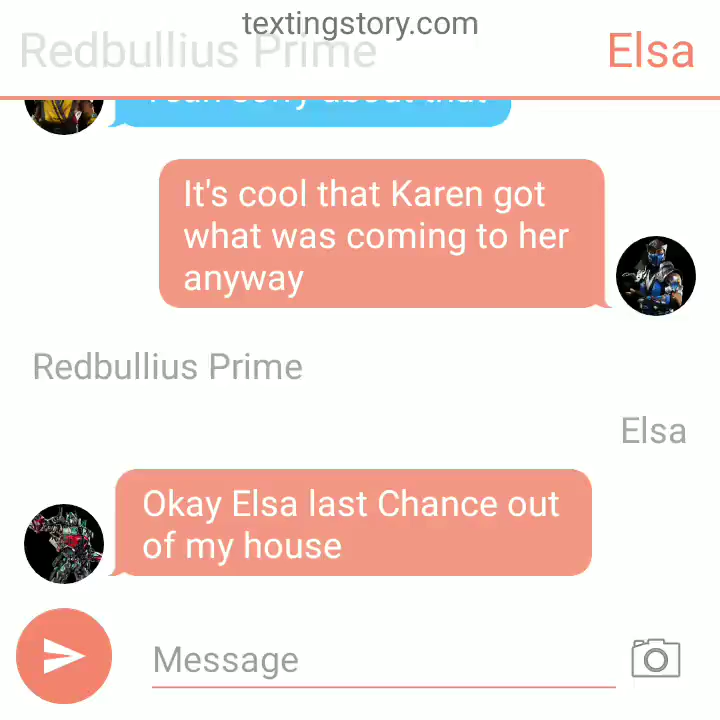 textingstory.com
Redbullius Prime
Elsa
It's cool that Karen got
what was coming to her
anyway
Redbullius Prime
Elsa
Okay Elsa last Chance out
of my house
Message